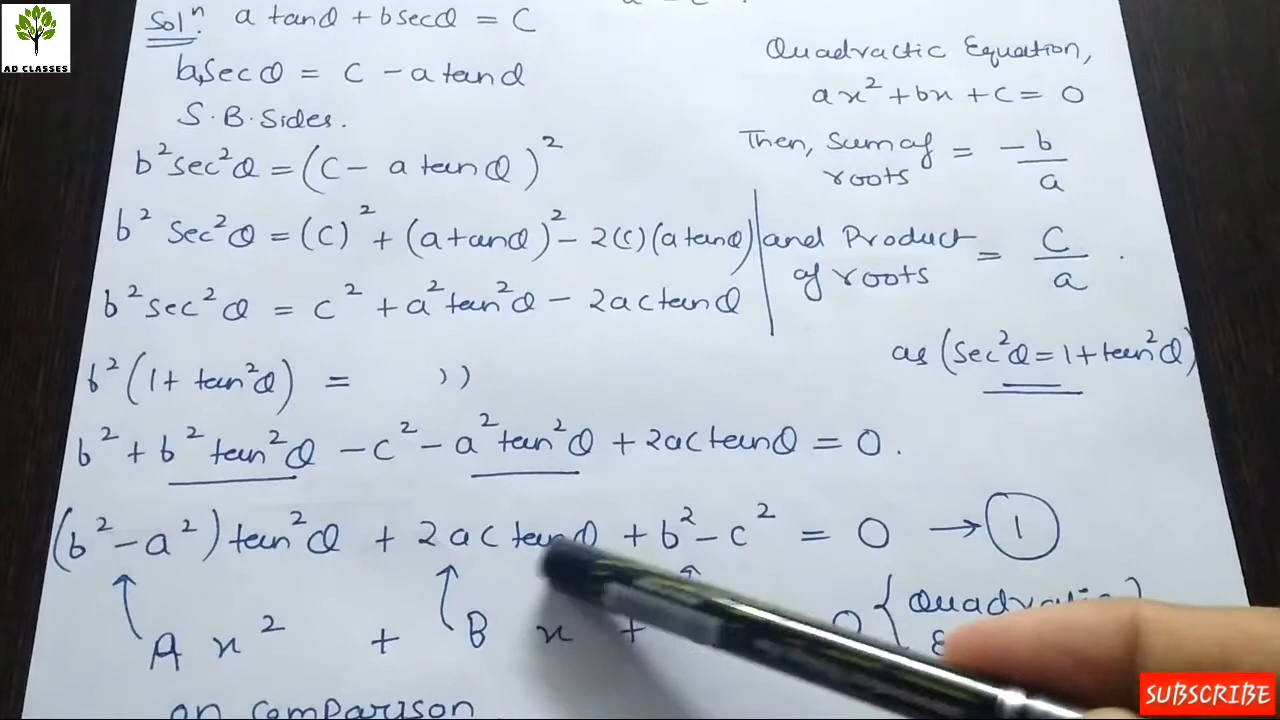 AD CLASSES
Solⁿ. a tanθ + b secθ = c
b secθ = c - a tanθ
S.B.Sides.
b² sec²θ = (c - a tanθ)²
b² sec²θ = (c)² + (a tanθ)² - 2(c)(a tanθ)
b² sec²θ = c² + a² tan²θ - 2ac tanθ
b² (1 + tan²θ) = ))
b² + b² tan²θ - c² - a² tan²θ + 2ac tanθ = 0.
(b² - a²) tan²θ + 2ac tanθ + b² - c² = 0 → 1
A x² + B x + 0
on comparison
Quadractic Equation,
ax² + bx + c = 0
Then, Sum of roots = -b/a
and Product of roots = c/a .
as (sec²θ = 1 + tan²θ)
SUBSCRIBE